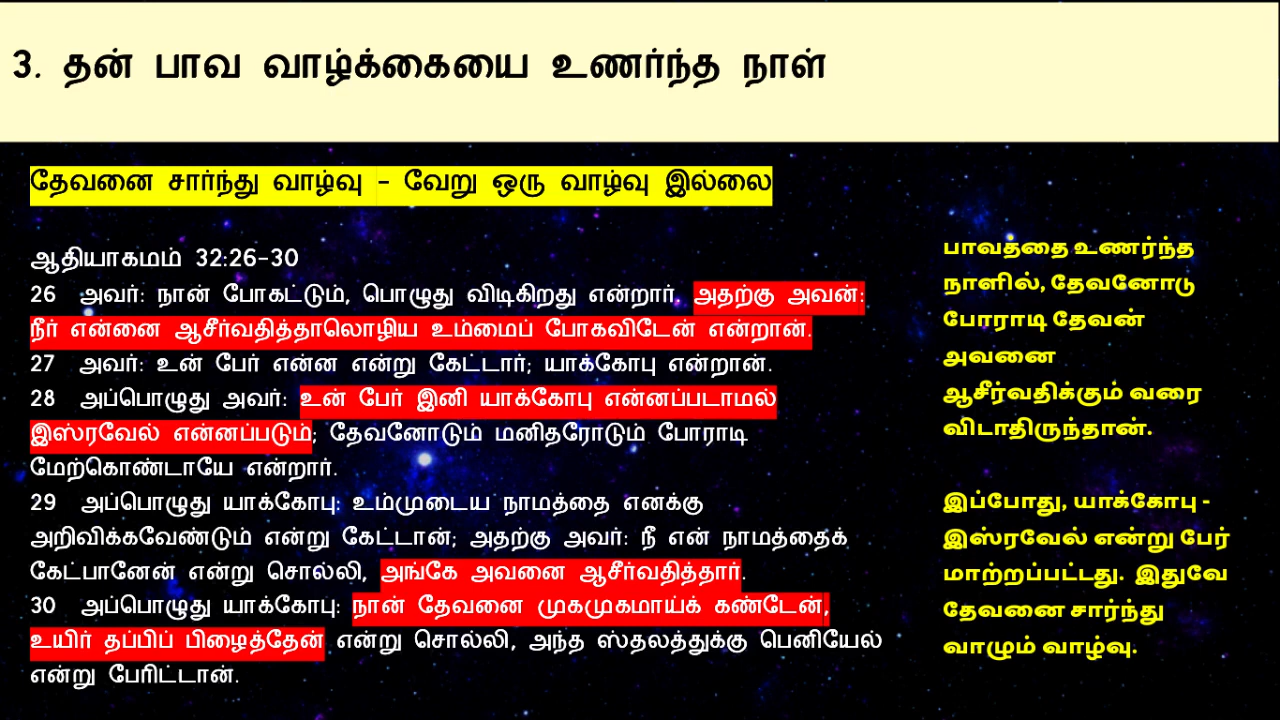 3. தன் பாவ வாழ்க்கையை உணர்ந்த நாள்
தேவனை சார்ந்து வாழ்வு - வேறு ஒரு வாழ்வு இல்லை
ஆதியாகமம் 32:26-30
26 அவர்: நான் போகட்டும், பொழுது விடிகிறது என்றார். அதற்கு அவன்:
நீர் என்னை ஆசீர்வதித்தாலொழிய உம்மைப் போகவிடேன் என்றான்.
27 அவர்: உன் பேர் என்ன என்று கேட்டார்; யாக்கோபு என்றான்.
28 அப்பொழுது அவர்: உன் பேர் இனி யாக்கோபு என்னப்படாமல்
இஸ்ரவேல் என்னப்படும்; தேவனோடும் மனிதரோடும் போராடி
மேற்கொண்டாயே என்றார்.
29 அப்பொழுது யாக்கோபு: உம்முடைய நாமத்தை எனக்கு
அறிவிக்கவேண்டும் என்று கேட்டான்; அதற்கு அவர்: நீ என் நாமத்தைக்
கேட்பானேன் என்று சொல்லி, அங்கே அவனை ஆசீர்வதித்தார்.
30 அப்பொழுது யாக்கோபு: நான் தேவனை முகமுகமாய்க் கண்டேன்,
உயிர் தப்பிப் பிழைத்தேன் என்று சொல்லி, அந்த ஸ்தலத்துக்கு பெனியேல்
என்று பேரிட்டான்.
பாவத்தை உணர்ந்த
நாளில், தேவனோடு
போராடி தேவன்
அவனை
ஆசீர்வதிக்கும் வரை
விடாதிருந்தான்.
இப்போது, யாக்கோபு -
இஸ்ரவேல் என்று பேர்
மாற்றப்பட்டது. இதுவே
தேவனை சார்ந்து
வாழும் வாழ்வு.